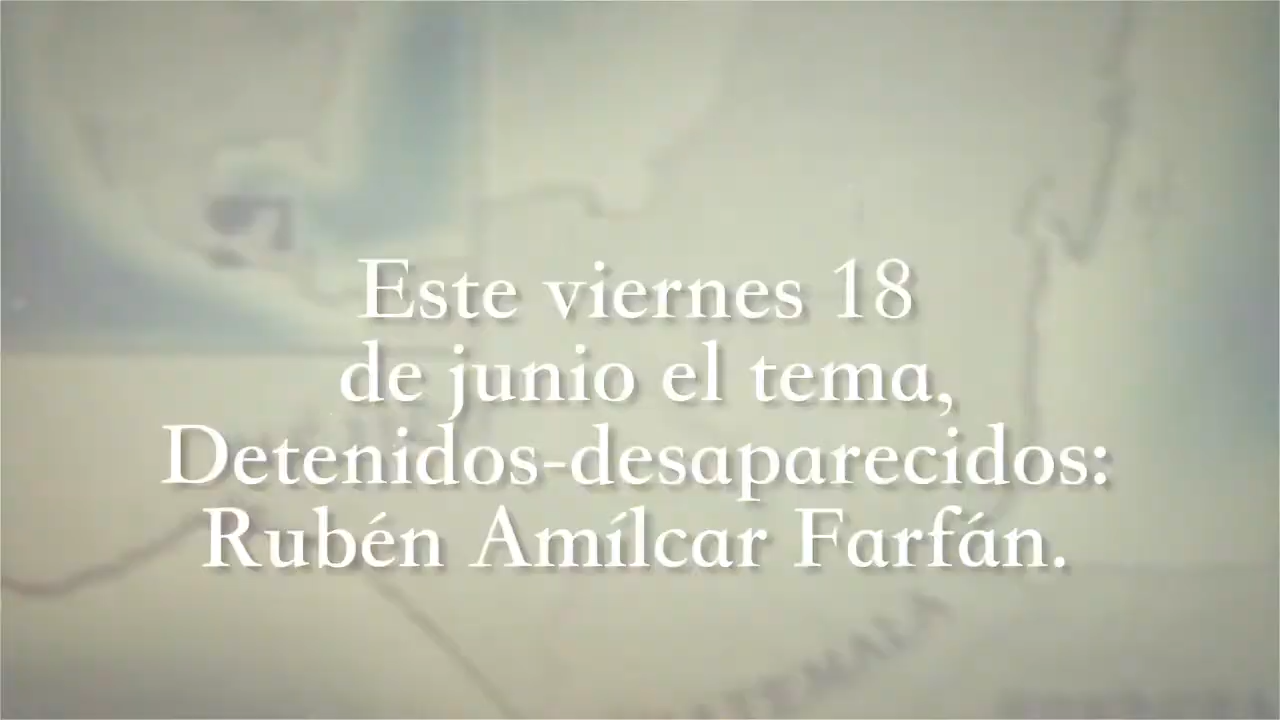 Este viernes 18
de junio el tema,
Detenidos-desaparecidos:
Rubén Amílcar Farfán.